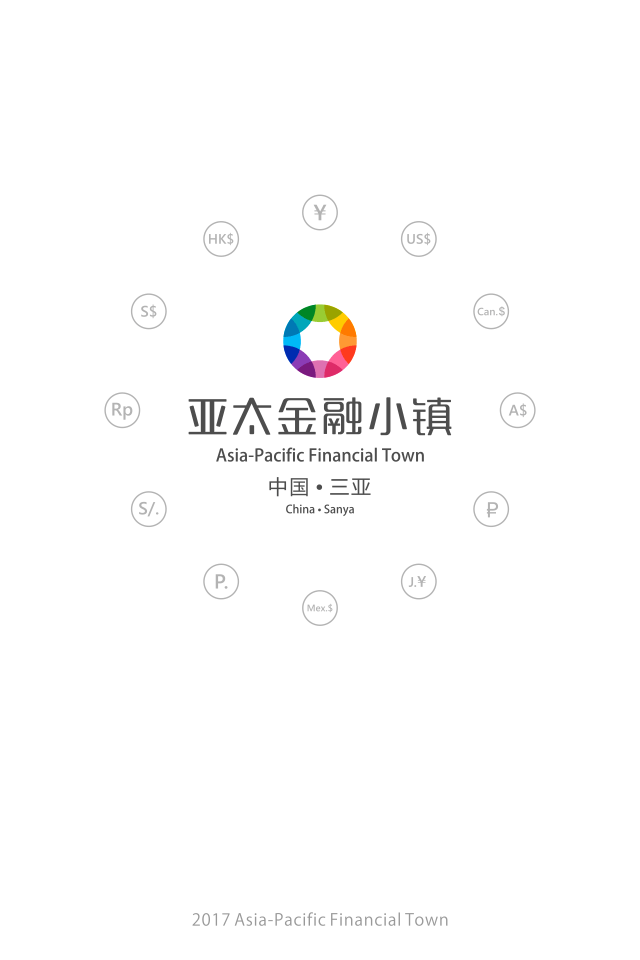 ¥
HK$
US$
S$
Can.$
Rp
A$
亚太金融小镇
Asia-Pacific Financial Town
中国•三亚
China • Sanya
S/.
₽
P.
J.¥
Mex.$
2017 Asia-Pacific Financial Town